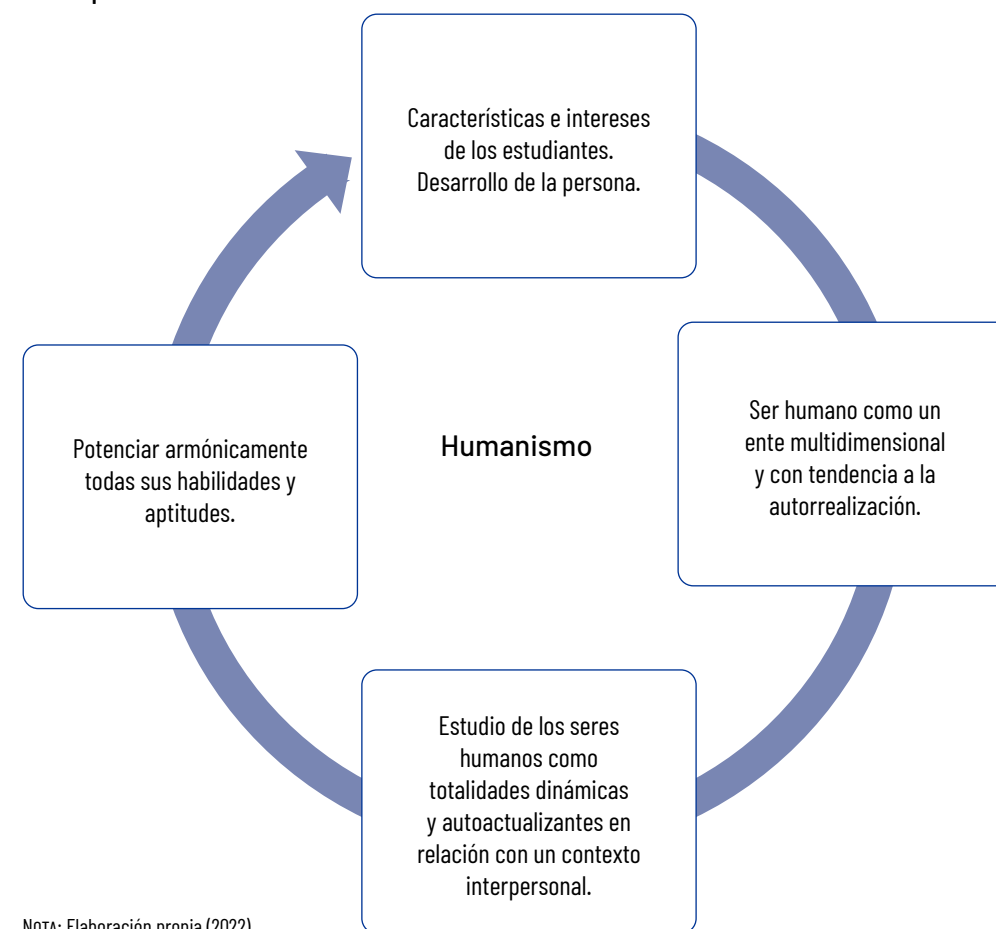 Características e intereses
de los estudiantes.
Desarrollo de la persona.
Ser humano como un
ente multidimensional
y con tendencia a la
autorrealización.
Humanismo
Potenciar armónicamente
todas sus habilidades y
aptitudes.
Estudio de los seres
humanos como
totalidades dinámicas
y autoactualizantes en
relación con un contexto
interpersonal.
Nota: Elaboración propia (2022)